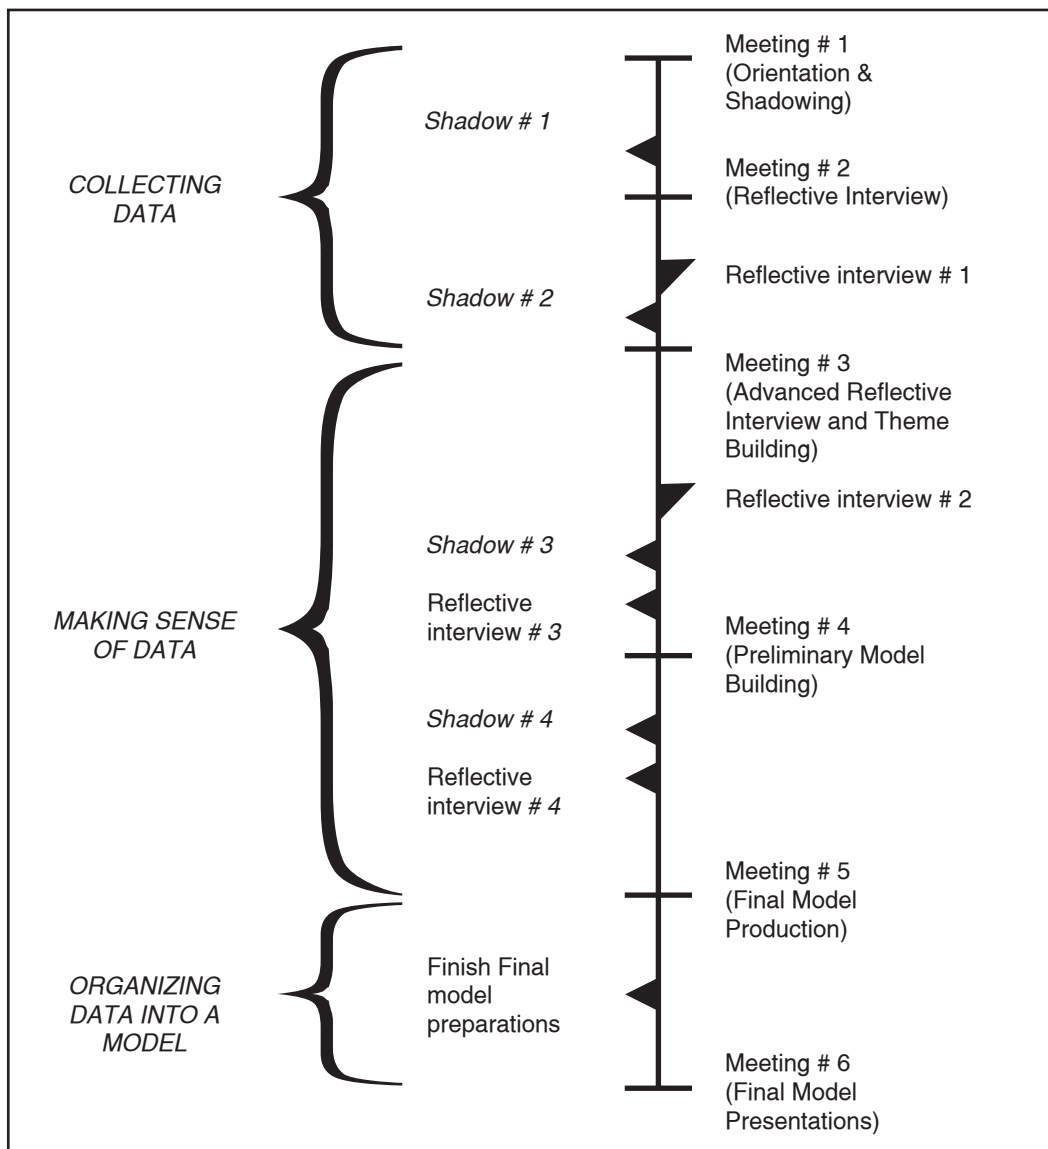 Meeting # 1
(Orientation &
Shadowing)
Shadow # 1
Meeting # 2
(Reflective Interview)
COLLECTING
DATA
Reflective interview # 1
Shadow # 2
Meeting # 3
(Advanced Reflective
Interview and Theme
Building)
Reflective interview # 2
Shadow # 3
Reflective
interview # 3
MAKING SENSE
OF DATA
Meeting # 4
(Preliminary Model
Building)
Shadow # 4
Reflective
interview # 4
Meeting # 5
(Final Model
Production)
Finish Final
model
preparations
ORGANIZING
DATA INTO A
MODEL
Meeting # 6
(Final Model
Presentations)